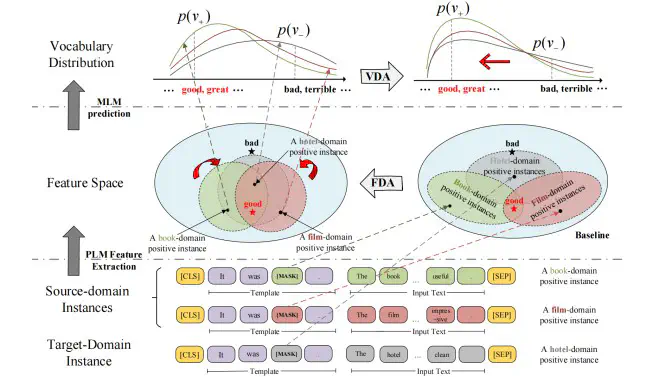 p(v₊)
p(v₋)
p(v₊)
p(v₋)
Vocabulary
Distribution
VDA
... good, great ... bad, terrible ...
... good, great ... bad, terrible ...
MLM
prediction
bad
A hotel-domain
positive instance
bad
Hotel-domain
positive instances
Feature Space
FDA
Book-domain
positive instances
good
Film-domain
positive instances
good
A book-domain
positive instance
A film-domain
positive instance
Baseline
PLM Feature
Extraction
Source-domain
Instances
[CLS] It was [MASK] . The book ... useful . [SEP]
Template Input Text
A book-domain
positive instance
[CLS] It was [MASK] . The film ... impres
-sive . [SEP]
Template Input Text
A film-domain
positive instance
Target-Domain
Instance
[CLS] It was [MASK] . The hotel ... clean . [SEP]
Template Input Text
A hotel-domain
positive instance